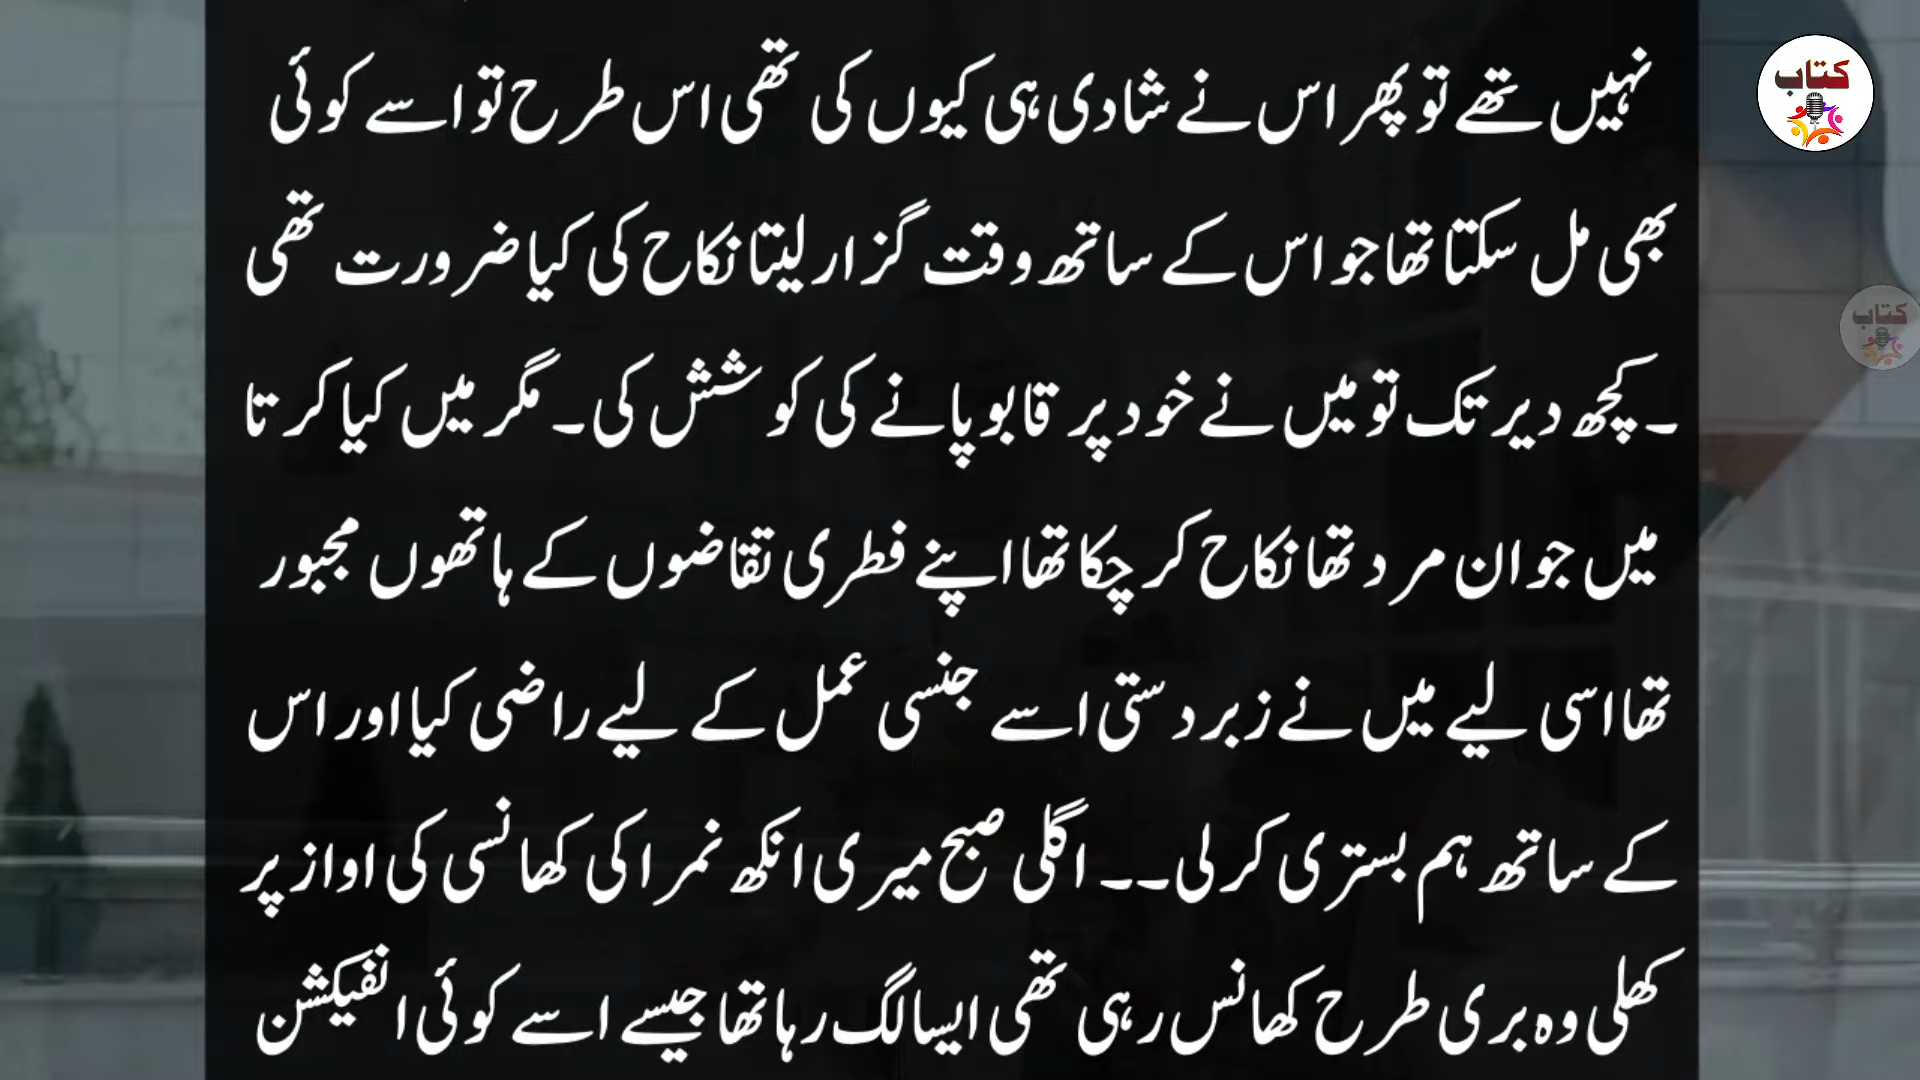 کتاب
نہیں تھے تو پھر اس نے شادی ہی کیوں کی تھی اس طرح تو اسے کوئی
بھی مل سکتا تھا جو اس کے ساتھ وقت گزار لیتا نکاح کی کیا ضرورت تھی
کتاب
۔ کچھ دیر تک تو میں نے خود پر قابو پانے کی کوشش کی۔ مگر میں کیا کرتا
میں جوان مرد تھا نکاح کر چکا تھا اپنے فطری تقاضوں کے ہاتھوں مجبور
تھا اسی لیے میں نے زبردستی اسے جنسی عمل کے لیے راضی کیا اور اس
کے ساتھ ہم بستری کر لی۔۔ اگلی صبح میری انکھ نمرا کی کھانسی کی اواز پر
کھلی وہ بری طرح کھانس رہی تھی ایسا لگ رہا تھا جیسے اسے کوئی انفیکشن